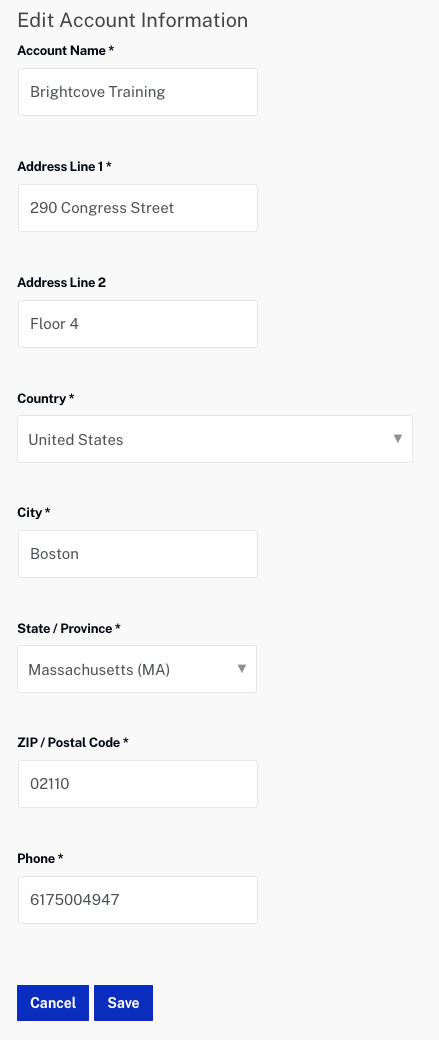 Edit Account Information
Account Name *
Brightcove Training
Address Line 1 *
290 Congress Street
Address Line 2
Floor 4
Country *
United States
City *
Boston
State / Province *
Massachusetts (MA)
ZIP / Postal Code *
02110
Phone *
6175004947
Cancel Save